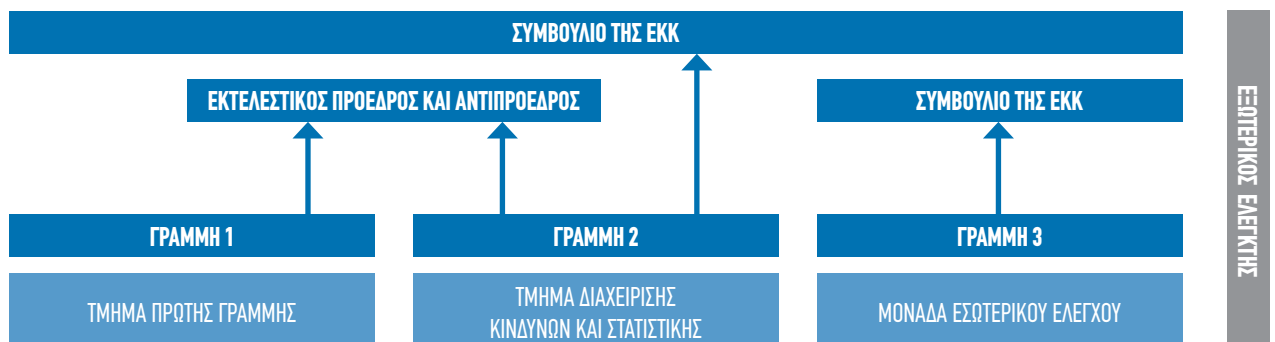 ΣΥΜΒΟΥΛΙΟ ΤΗΣ ΕΚΚ
ΕΚΤΕΛΕΣΤΙΚΟΣ ΠΡΟΕΔΡΟΣ ΚΑΙ ΑΝΤΙΠΡΟΕΔΡΟΣ
ΣΥΜΒΟΥΛΙΟ ΤΗΣ ΕΚΚ
ΓΡΑΜΜΗ 1
ΓΡΑΜΜΗ 2
ΓΡΑΜΜΗ 3
ΤΜΗΜΑ ΠΡΩΤΗΣ ΓΡΑΜΜΗΣ
ΤΜΗΜΑ ΔΙΑΧΕΙΡΙΣΗΣ
ΚΙΝΔΥΝΩΝ ΚΑΙ ΣΤΑΤΙΣΤΙΚΗΣ
ΜΟΝΑΔΑ ΕΣΩΤΕΡΙΚΟΥ ΕΛΕΓΧΟΥ
ΕΞΩΤΕΡΙΚΟΣ ΕΛΕΓΚΤΗΣ